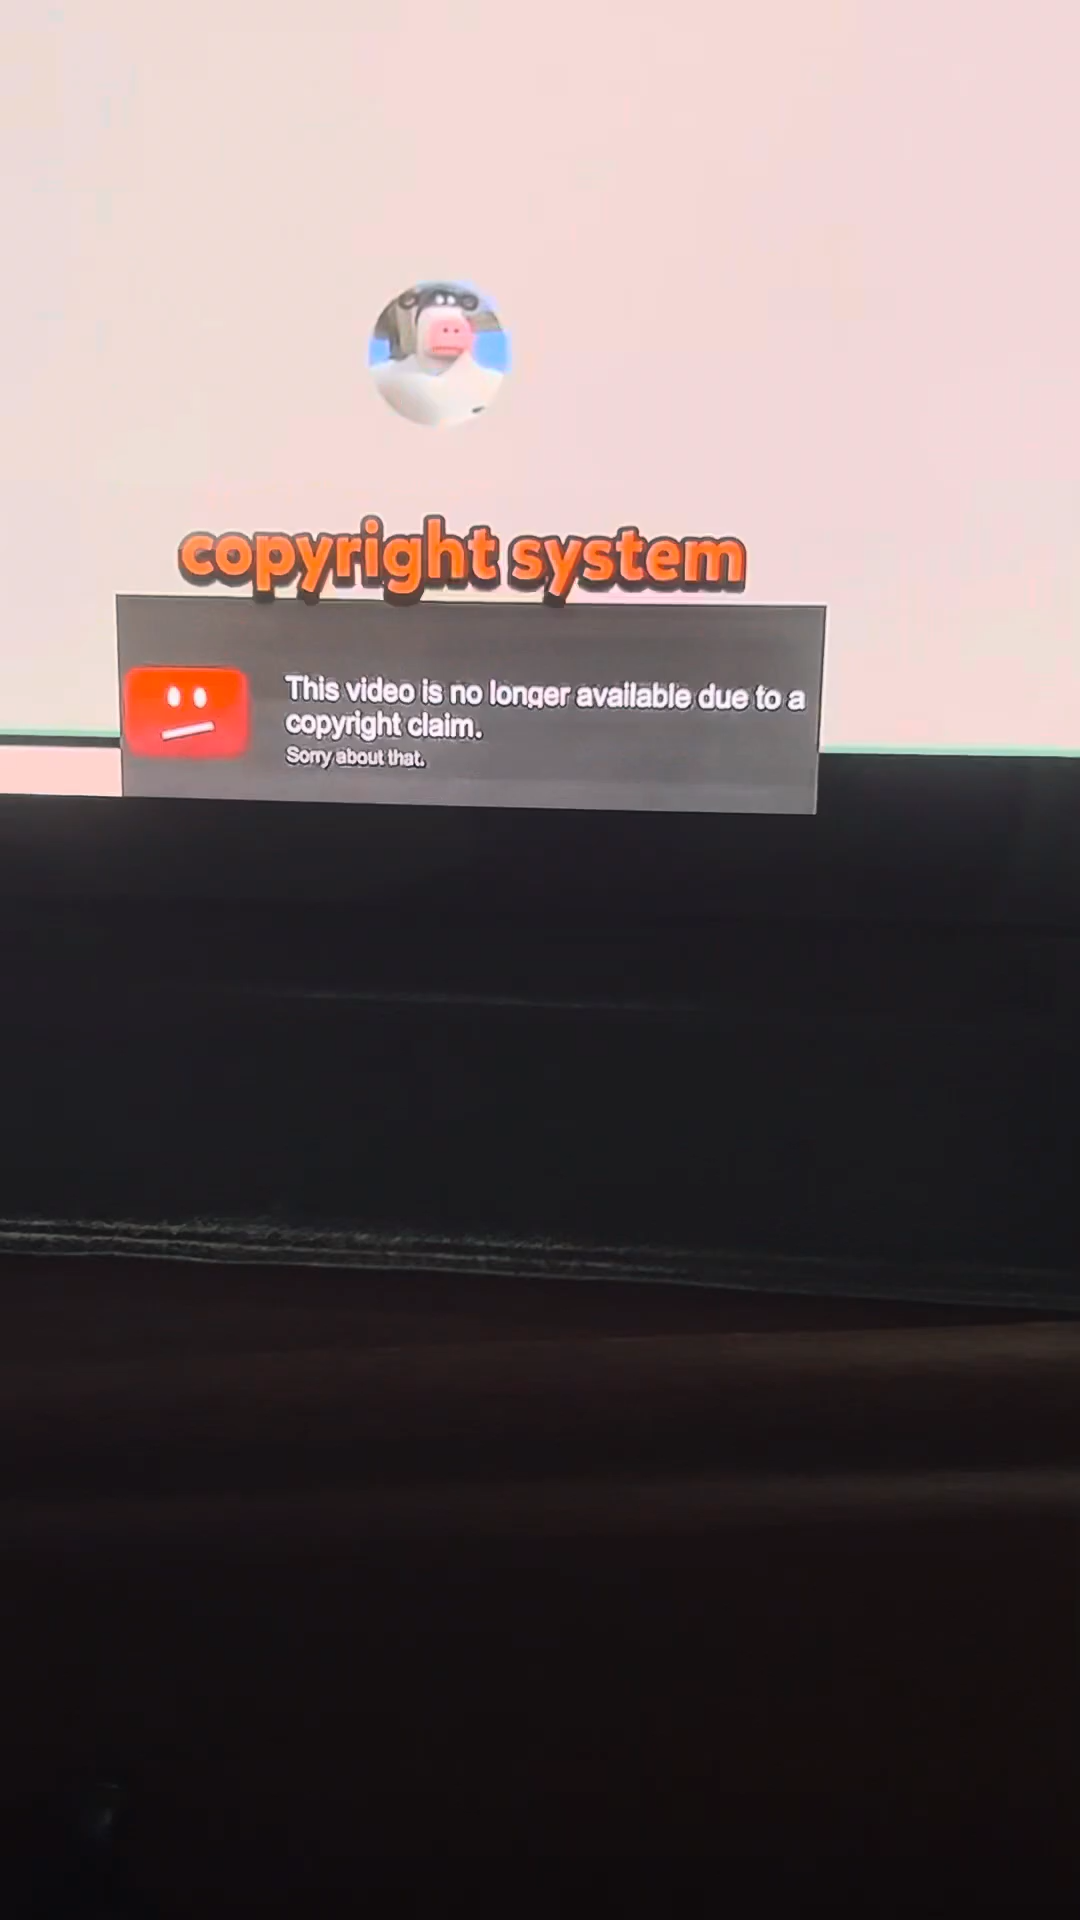 copyright system
This video is no longer available due to a
copyright claim.
Sorry about that.